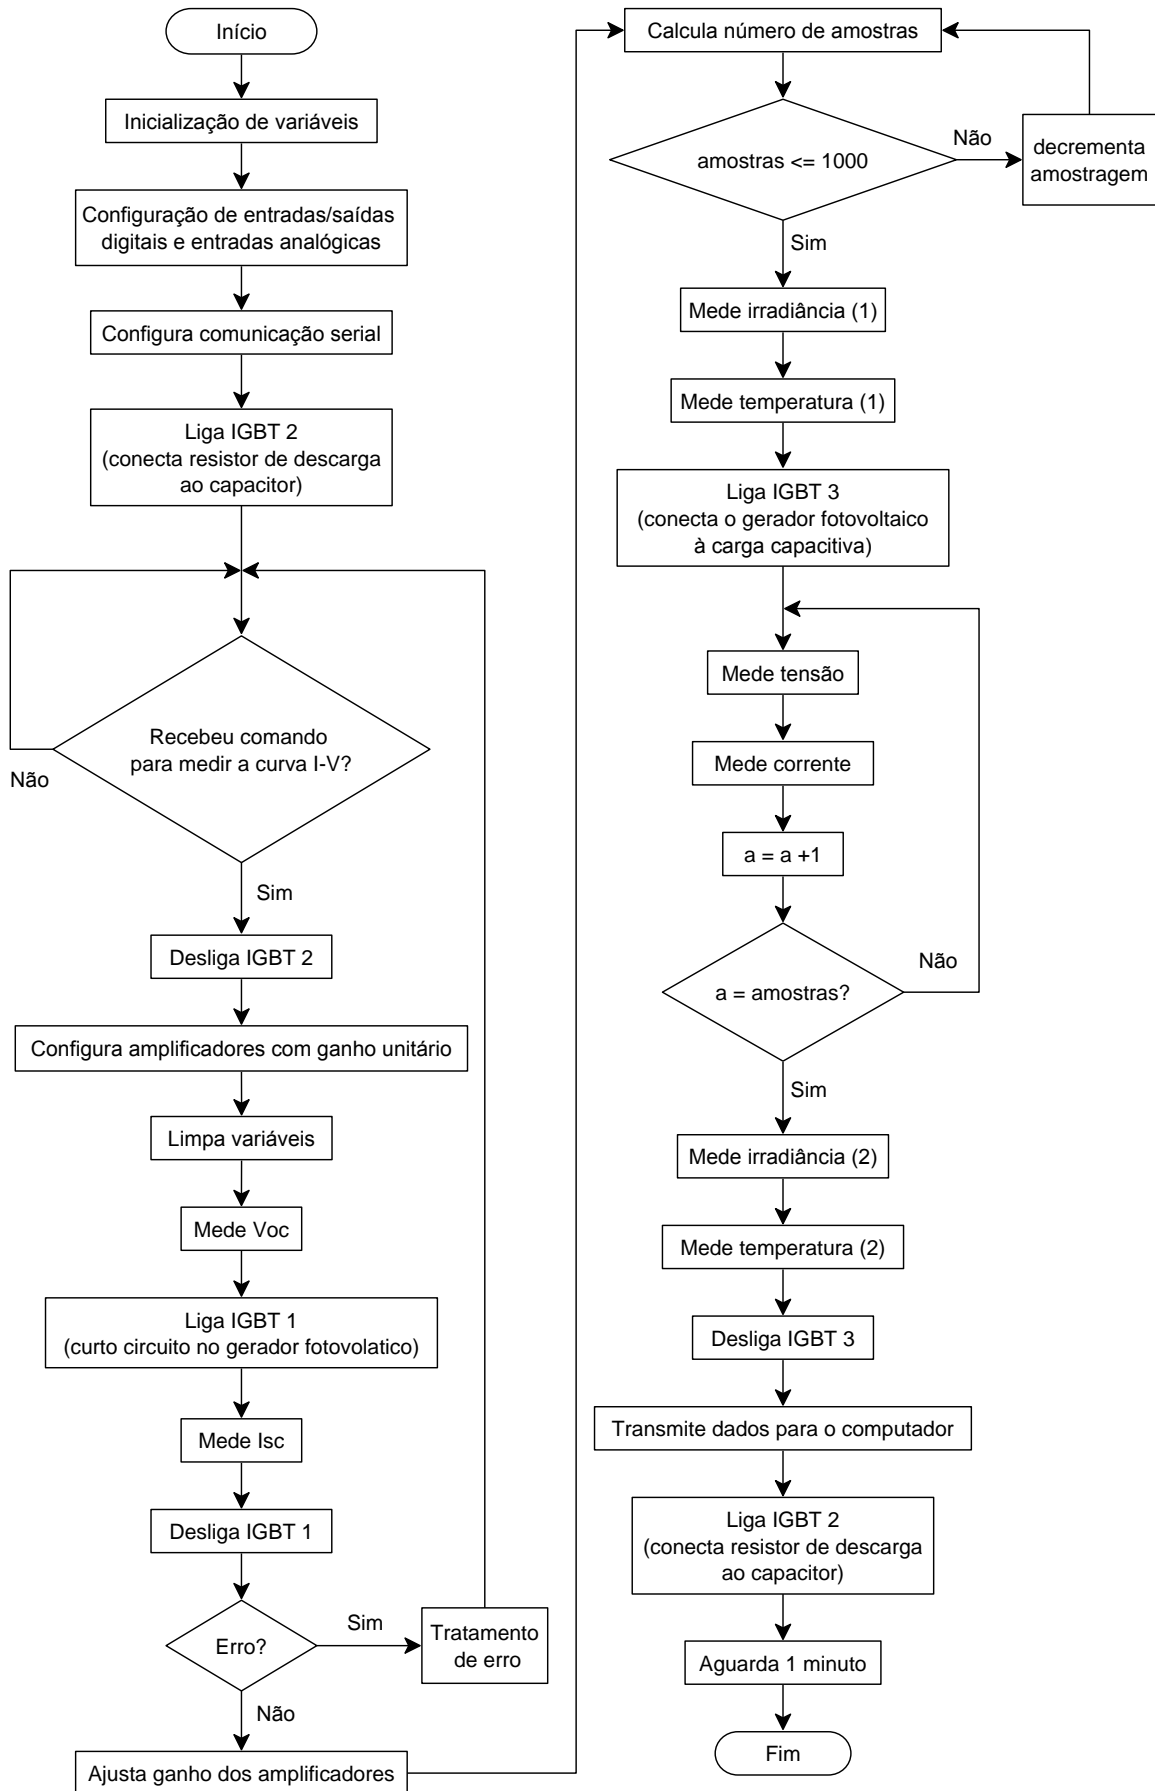 Início
Inicialização de variáveis
Configuração de entradas/saídas
digitais e entradas analógicas
Configura comunicação serial
Liga IGBT 2
(conecta resistor de descarga
ao capacitor)
Recebeu comando
para medir a curva I-V?
Não
Sim
Desliga IGBT 2
Configura amplificadores com ganho unitário
Limpa variáveis
Mede Voc
Liga IGBT 1
(curto circuito no gerador fotovolatico)
Mede Isc
Desliga IGBT 1
Erro?
Sim
Tratamento
de erro
Não
Ajusta ganho dos amplificadores
Calcula número de amostras
amostras <= 1000
Não
decrementa
amostragem
Sim
Mede irradiância (1)
Mede temperatura (1)
Liga IGBT 3
(conecta o gerador fotovoltaico
à carga capacitiva)
Mede tensão
Mede corrente
a = a +1
a = amostras?
Não
Sim
Mede irradiância (2)
Mede temperatura (2)
Desliga IGBT 3
Transmite dados para o computador
Liga IGBT 2
(conecta resistor de descarga
ao capacitor)
Aguarda 1 minuto
Fim